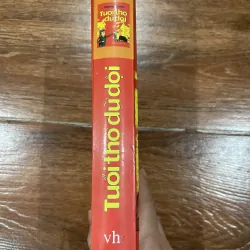 Tuổi thơ
dữ dội
Tuổi thơ dữ dội
vh